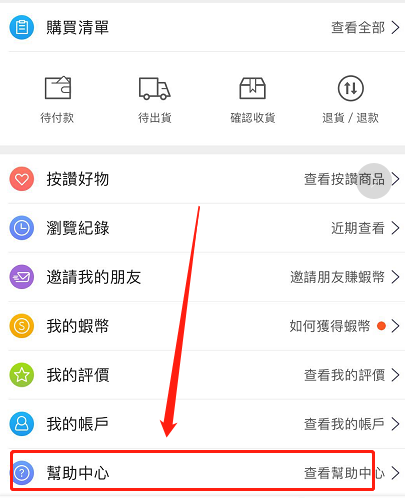 購買清單 查看全部
待付款 待出貨 確認收貨 退貨 / 退款
按讚好物 查看按讚商品
瀏覽紀錄 近期查看
邀請我的朋友 邀請朋友賺蝦幣
S 我的蝦幣 如何獲得蝦幣
我的評價 查看我的評價
我的帳戶 查看我的帳戶
? 幫助中心 查看幫助中心